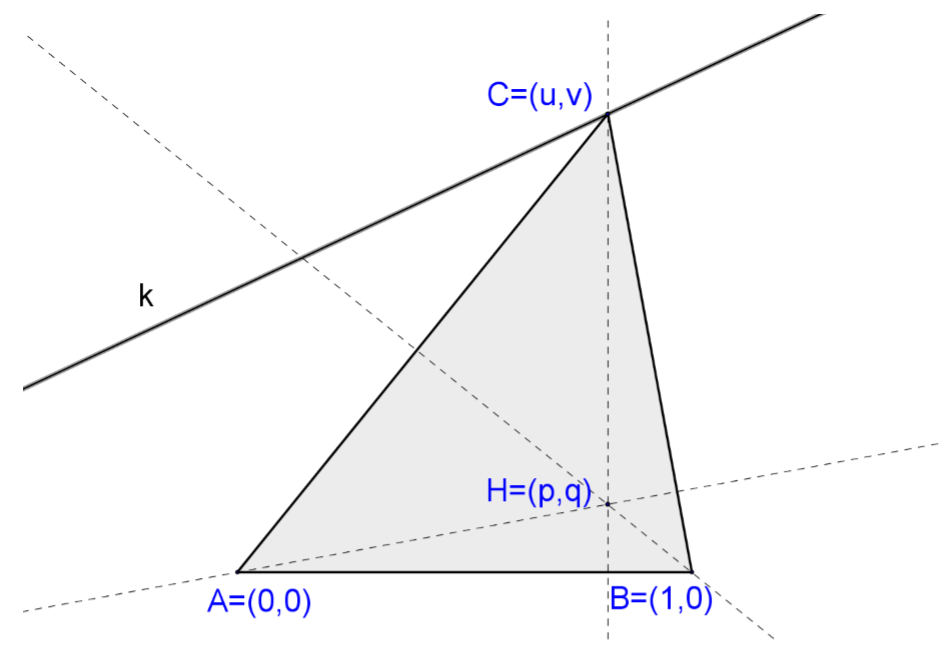 C=(u,v)
k
H=(p,q)
A=(0,0)
B=(1,0)